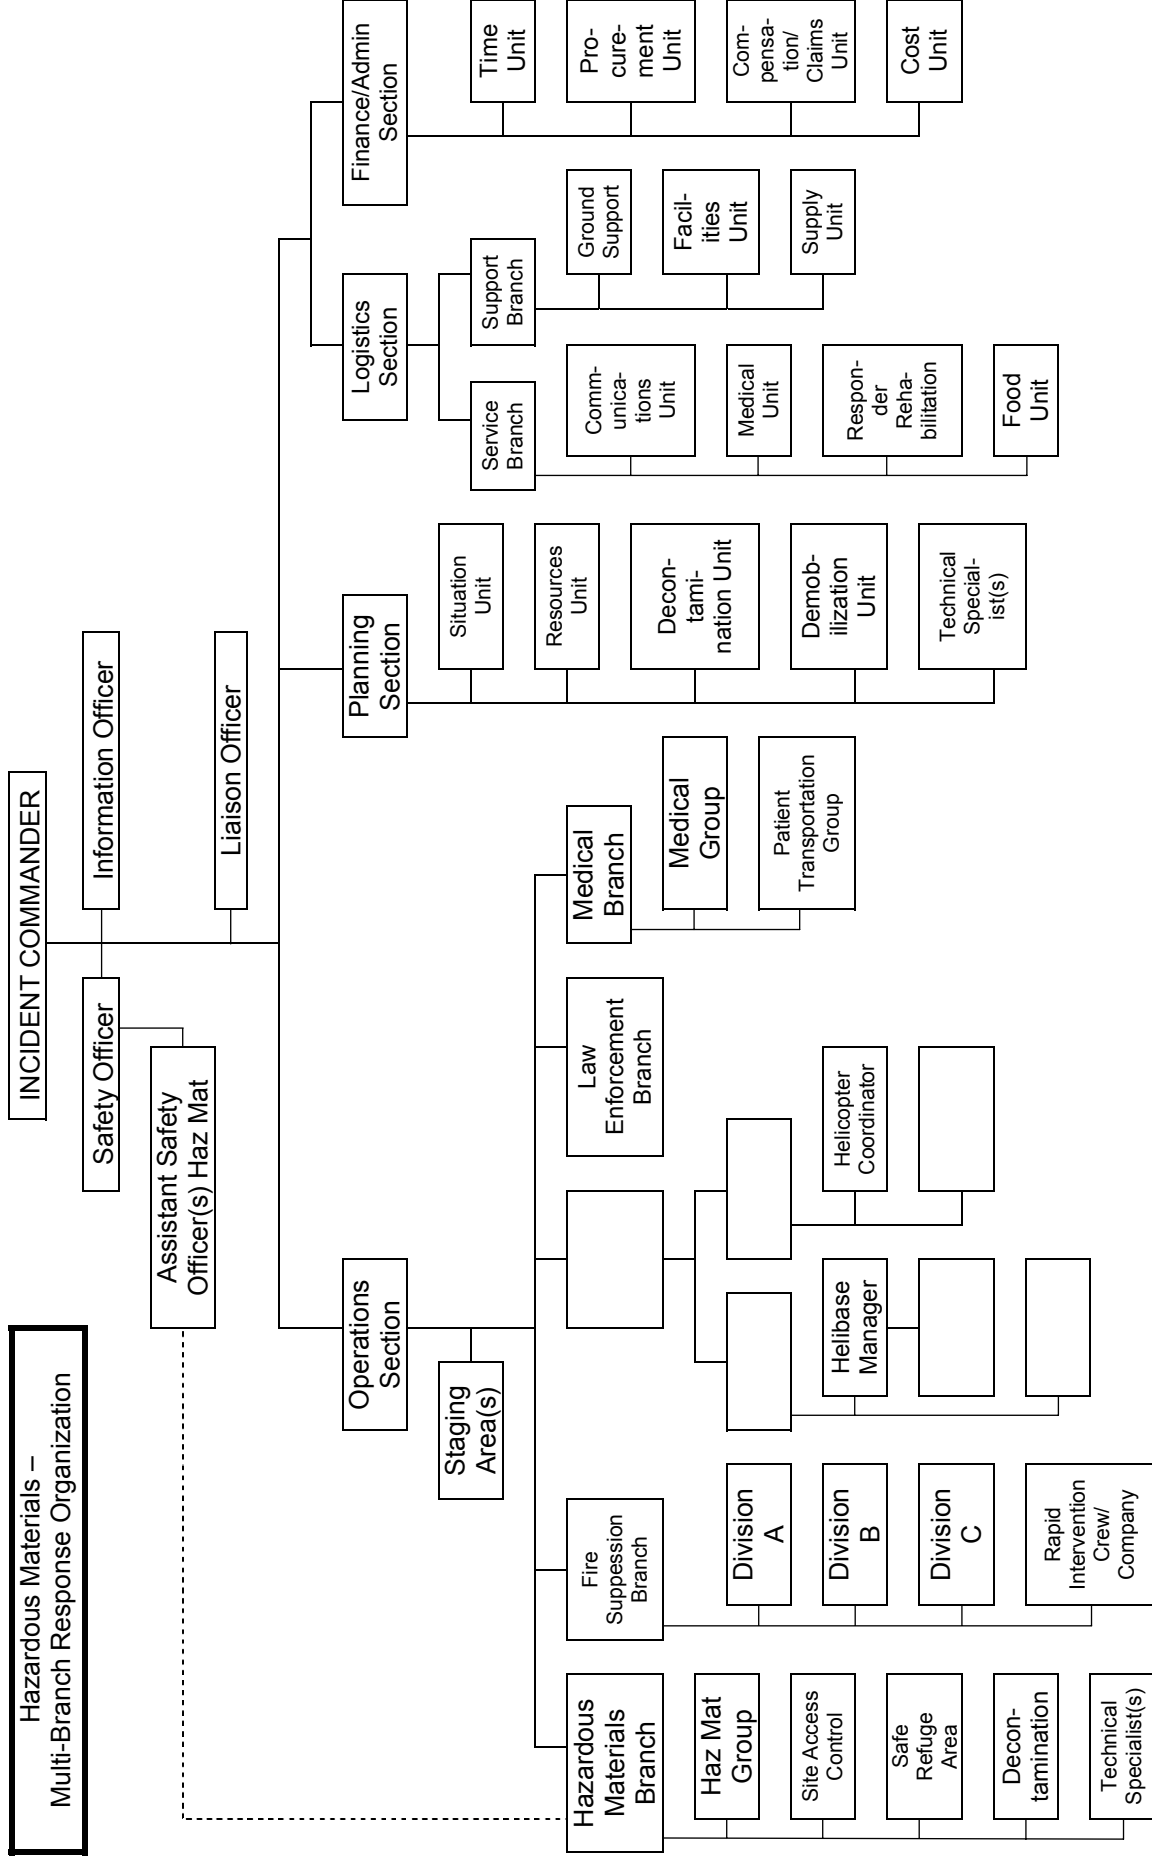 Hazardous Materials –
Multi-Branch Response Organization
INCIDENT COMMANDER
Safety Officer
Information Officer
Assistant Safety
Officer(s) Haz Mat
Liaison Officer
Operations
Section
Planning
Section
Logistics
Section
Finance/Admin
Section
Staging
Area(s)
Hazardous
Materials
Branch
Haz Mat
Group
Site Access
Control
Safe
Refuge
Area
Decon-
tamination
Technical
Specialist(s)
Fire
Suppession
Branch
Division
A
Division
B
Division
C
Rapid
Intervention
Crew/
Company
Helibase
Manager
Helicopter
Coordinator
Law
Enforcement
Branch
Medical
Branch
Medical
Group
Patient
Transportation
Group
Situation
Unit
Resources
Unit
Decon-
tami-
nation Unit
Demob-
ilization
Unit
Technical
Special-
ist(s)
Service
Branch
Comm-
unica-
tions
Unit
Medical
Unit
Respon-
der
Reha-
bilitation
Food
Unit
Support
Branch
Ground
Support
Facil-
ities
Unit
Supply
Unit
Time
Unit
Pro-
cure-
ment
Unit
Com-
pensa-
tion/
Claims
Unit
Cost
Unit